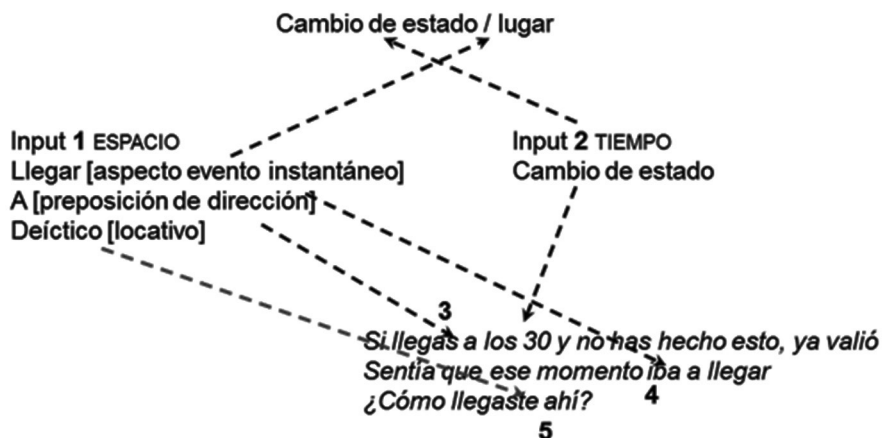 Cambio de estado / lugar
Input 1 ESPACIO
Llegar [aspecto evento instantáneo]
A [preposición de dirección]
Deíctico [locativo]
Input 2 TIEMPO
Cambio de estado
3
Si llegas a los 30 y no has hecho esto, ya valió
Sentía que ese momento iba a llegar
4
¿Cómo llegaste ahí?
5